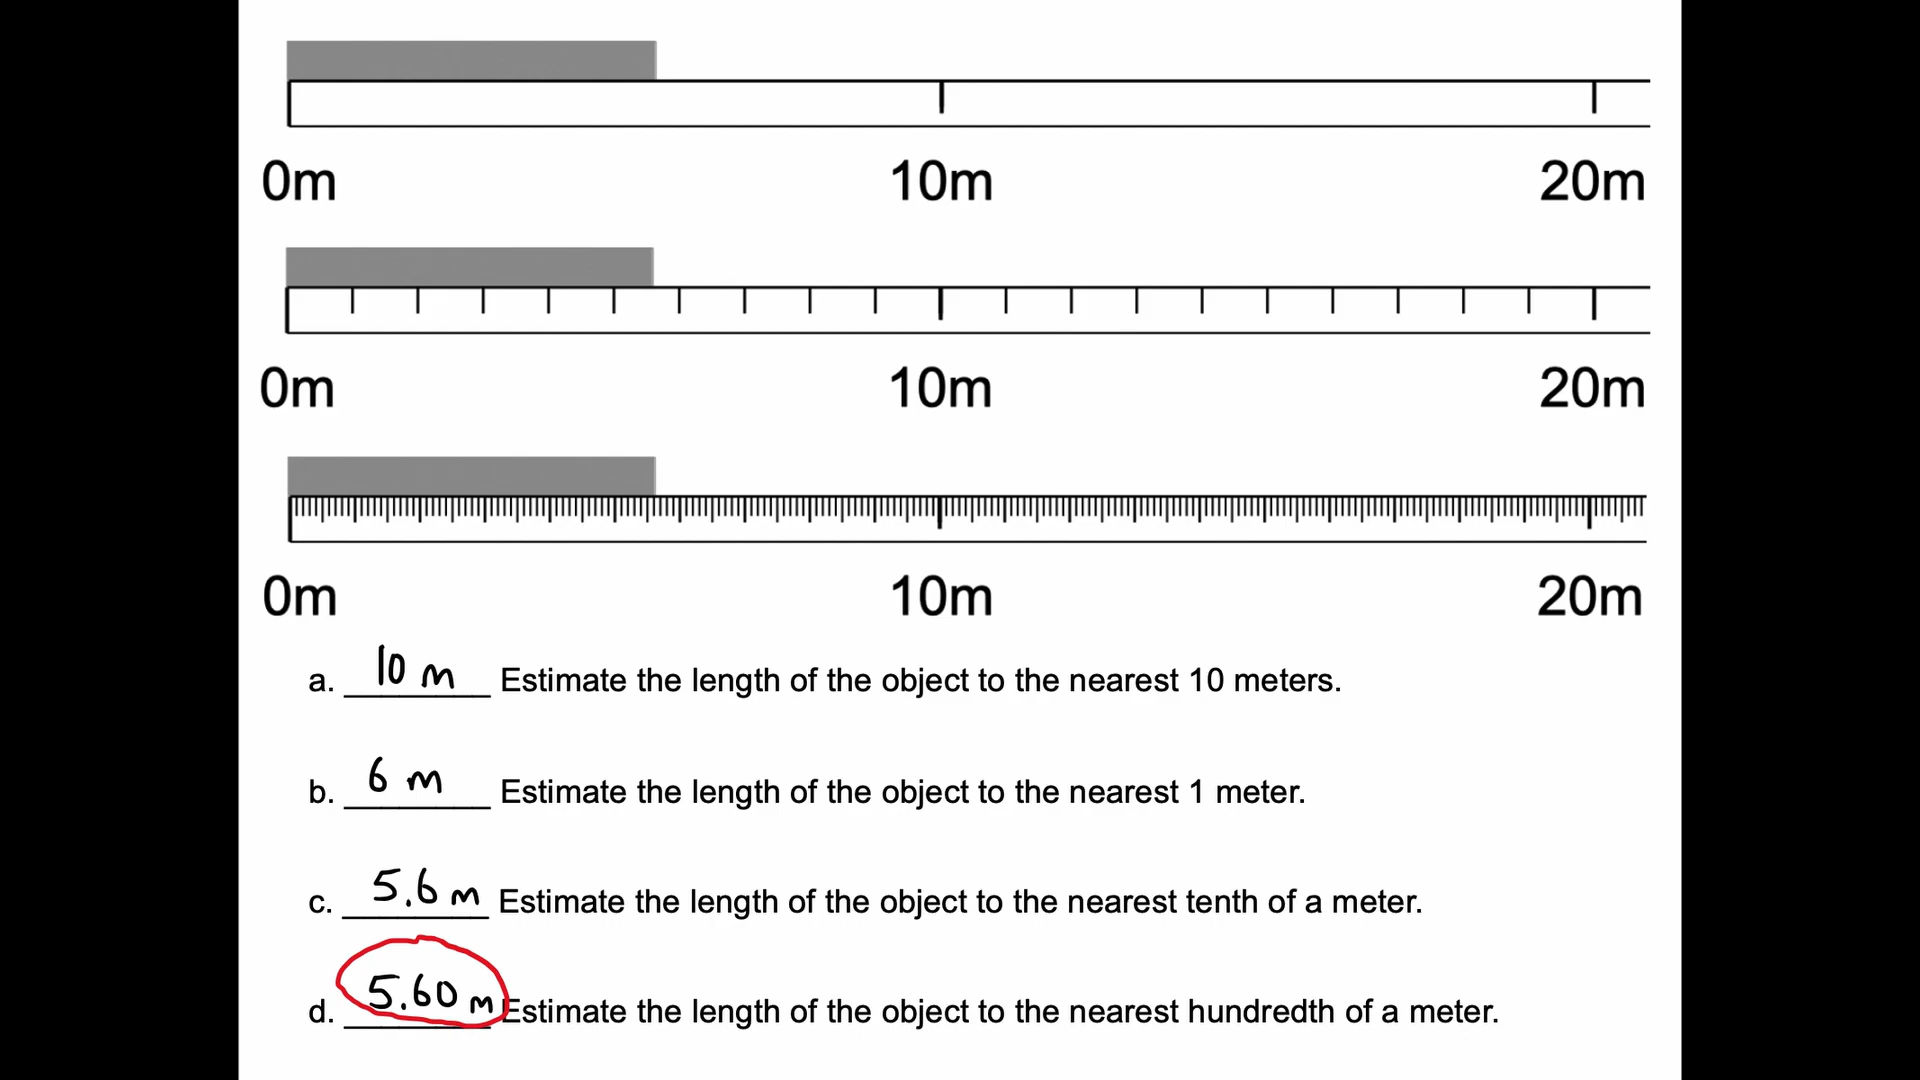 0m 10m 20m
0m 10m 20m
0m 10m 20m
a. 10 m Estimate the length of the object to the nearest 10 meters.
b. 6 m Estimate the length of the object to the nearest 1 meter.
c. 5.6 m Estimate the length of the object to the nearest tenth of a meter.
d. 5.60 m Estimate the length of the object to the nearest hundredth of a meter.